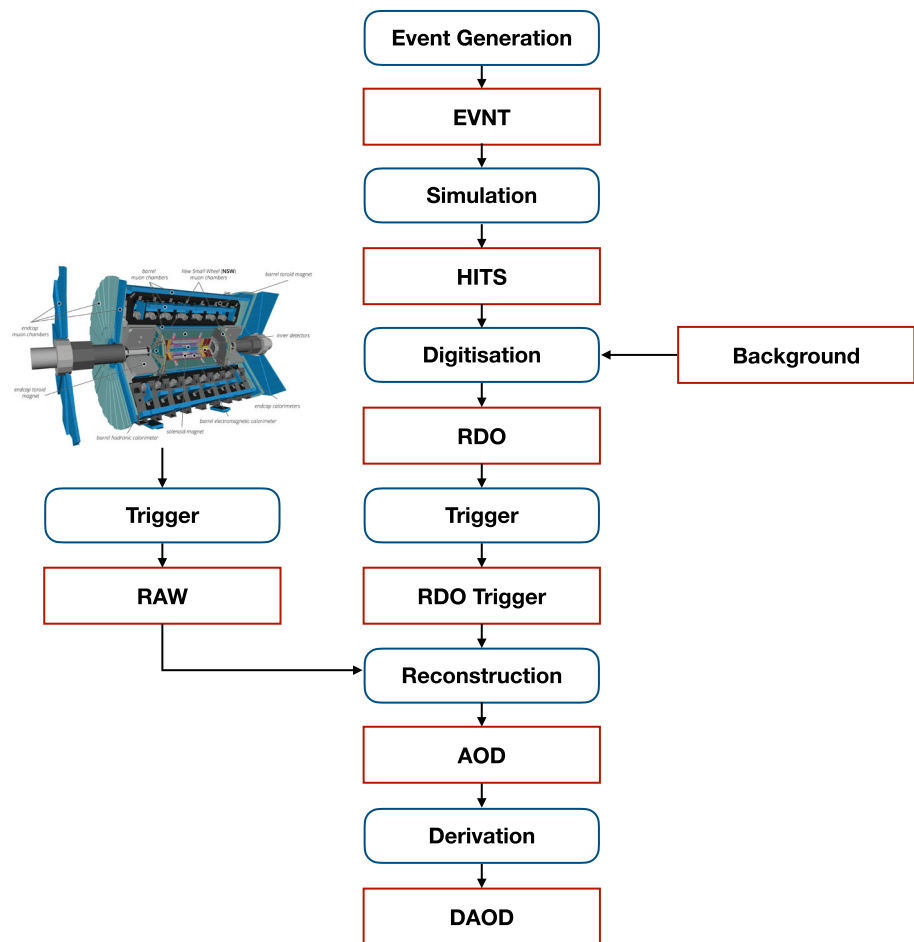 Event Generation
EVNT
Simulation
HITS
barrel
muon chambers
New Small Wheel (NSW)
muon chambers
barrel toroid magnet
endcap
muon chambers
inner detectors
endcap toroid
magnet
endcap calorimeters
barrel electromagnetic calorimeter
solenoid magnet
barrel hadronic calorimeter
Digitisation
Background
RDO
Trigger
Trigger
RAW
RDO Trigger
Reconstruction
AOD
Derivation
DAOD